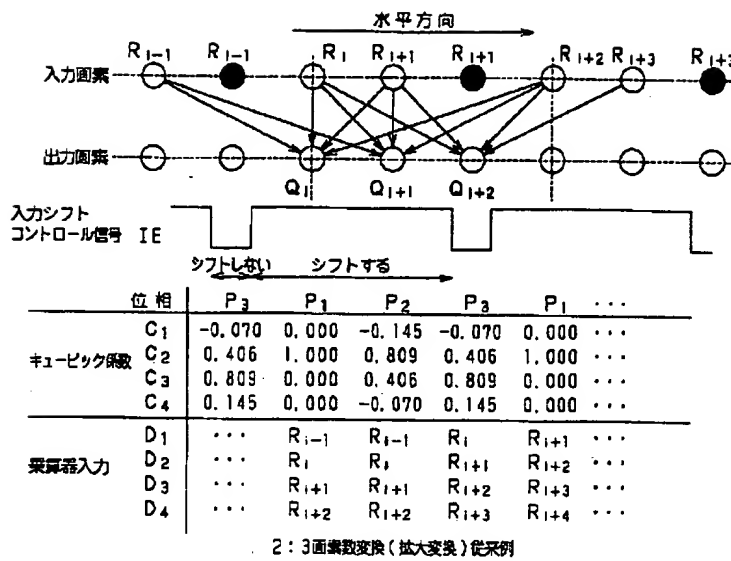 水平方向
R i-1 R i-1 R i R i+1 R i+1 R i+2 R i+3 R i+3
入力画素
出力画素
Q i Q i+1 Q i+2
入力シフト
コントロール信号 IE
シフトしない シフトする
位相 P3 P1 P2 P3 P1 ・・・
キュービック係数
C1 -0.070 0.000 -0.145 -0.070 0.000 ・・・
C2 0.406 1.000 0.809 0.406 1.000 ・・・
C3 0.809 0.000 0.406 0.809 0.000 ・・・
C4 0.145 0.000 -0.070 0.145 0.000 ・・・
乗算器入力
D1 ・・・ R i-1 R i-1 R i R i+1 ・・・
D2 ・・・ R i R i R i+1 R i+2 ・・・
D3 ・・・ R i+1 R i+1 R i+2 R i+3 ・・・
D4 ・・・ R i+2 R i+2 R i+3 R i+4 ・・・
2:3画素数変換(拡大変換)従来例